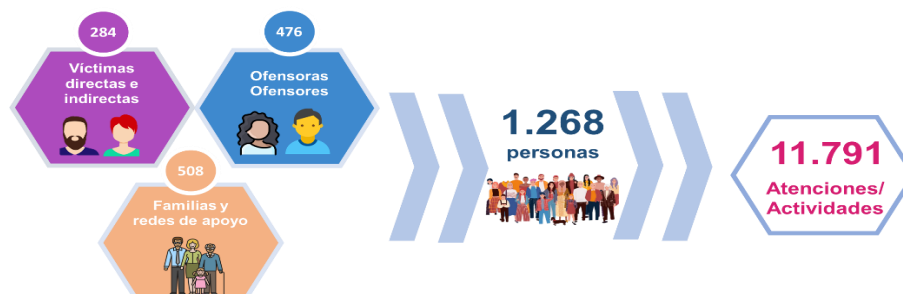 284
Víctimas
directas e
indirectas
476
Ofensoras
Ofensores
508
Familias y
redes de apoyo
1.268
personas
11.791
Atenciones/
Actividades